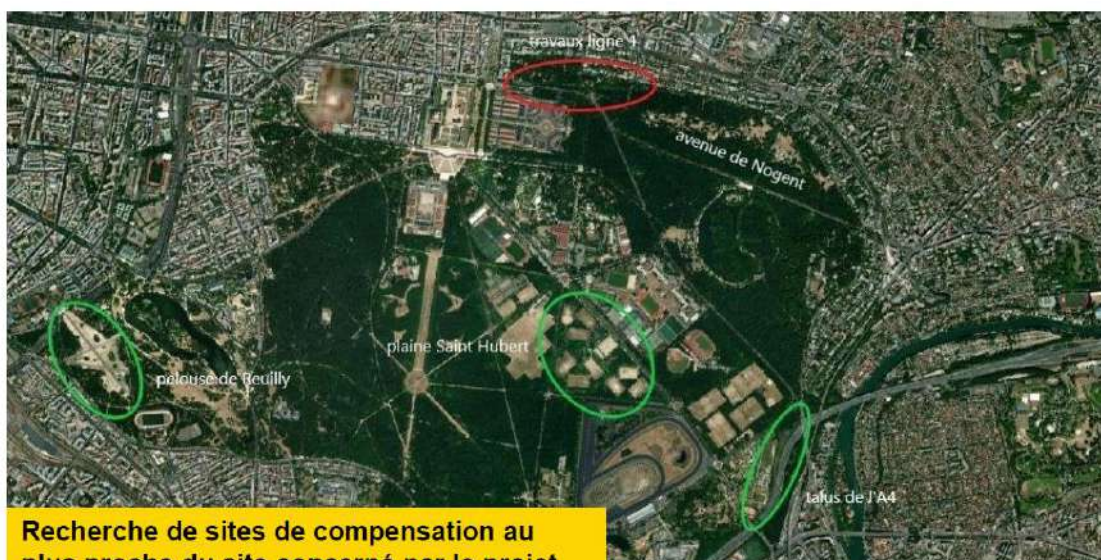 travaux ligne 1
avenue de Nogent
plaine Saint Hubert
pelouse de Reuilly
talus de l'A4
Recherche de sites de compensation au
plus proche du site concerné par le projet